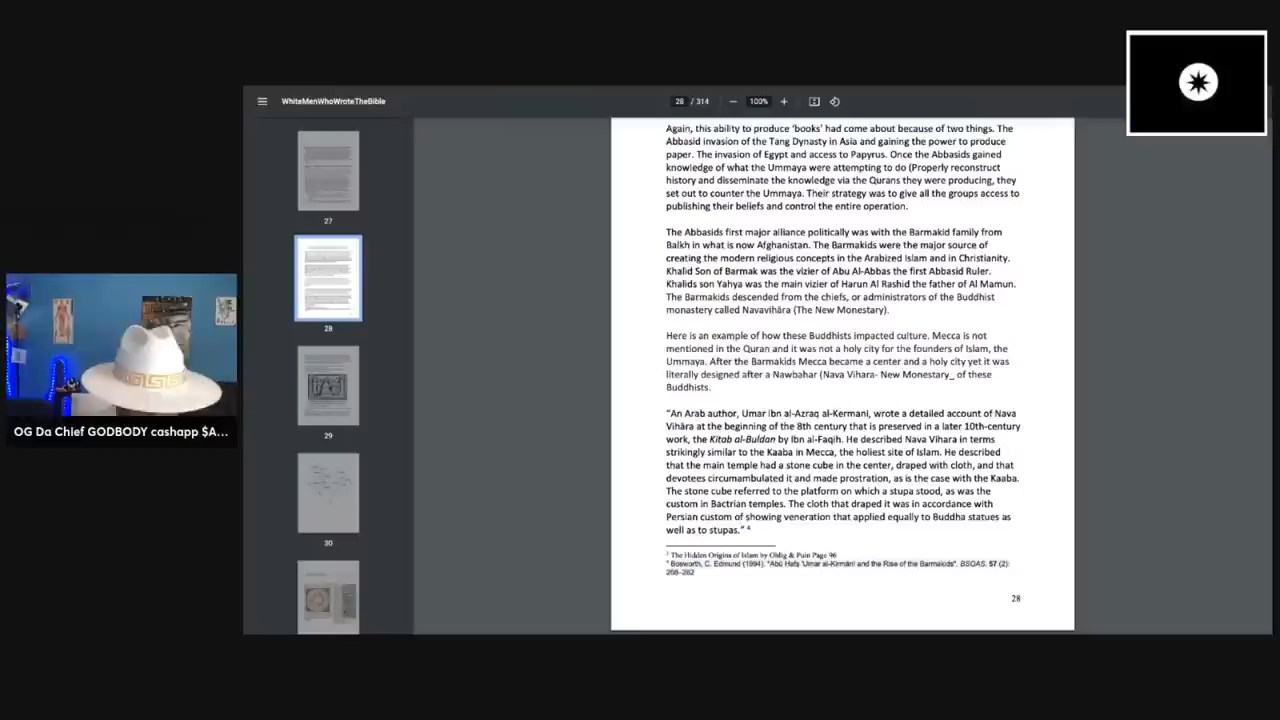 WhiteMenWhoWroteTheBible
28 / 314
100%
27
28
29
30
Again, this ability to produce ‘books’ had come about because of two things. The
Abbasid invasion of the Tang Dynasty in Asia and gaining the power to produce
paper. The invasion of Egypt and access to Papyrus. Once the Abbasids gained
knowledge of what the Ummaya were attempting to do (Properly reconstruct
history and disseminate the knowledge via the Qurans they were producing, they
set out to counter the Ummaya. Their strategy was to give all the groups access to
publishing their beliefs and control the entire operation.
The Abbasids first major alliance politically was with the Barmakid family from
Balkh in what is now Afghanistan. The Barmakids were the major source of
creating the modern religious concepts in the Arabized Islam and in Christianity.
Khalid Son of Barmak was the vizier of Abu Al-Abbas the first Abbasid Ruler.
Khalids son Yahya was the main vizier of Harun Al Rashid the father of Al Mamun.
The Barmakids descended from the chiefs, or administrators of the Buddhist
monastery called Navavihāra (The New Monestary).
Here is an example of how these Buddhists impacted culture. Mecca is not
mentioned in the Quran and it was not a holy city for the founders of Islam, the
Ummaya. After the Barmakids Mecca became a center and a holy city yet it was
literally designed after a Nawbahar (Nava Vihara- New Monestary_ of these
Buddhists.
“An Arab author, Umar ibn al-Azraq al-Kermani, wrote a detailed account of Nava
Vihāra at the beginning of the 8th century that is preserved in a later 10th-century
work, the Kitab al-Buldan by Ibn al-Faqih. He described Nava Vihara in terms
strikingly similar to the Kaaba in Mecca, the holiest site of Islam. He described
that the main temple had a stone cube in the center, draped with cloth, and that
devotees circumambulated it and made prostration, as is the case with the Kaaba.
The stone cube referred to the platform on which a stupa stood, as was the
custom in Bactrian temples. The cloth that draped it was in accordance with
Persian custom of showing veneration that applied equally to Buddha statues as
well as to stupas.” 4
3 The Hidden Origins of Islam by Ohlig & Puin Page 96
4 Bosworth, C. Edmund (1994). "Abū Ḥafṣ 'Umar al-Kirmānī and the Rise of the Barmakids". BSOAS. 57 (2):
268–282
28
OG Da Chief GODBODY cashapp $A...